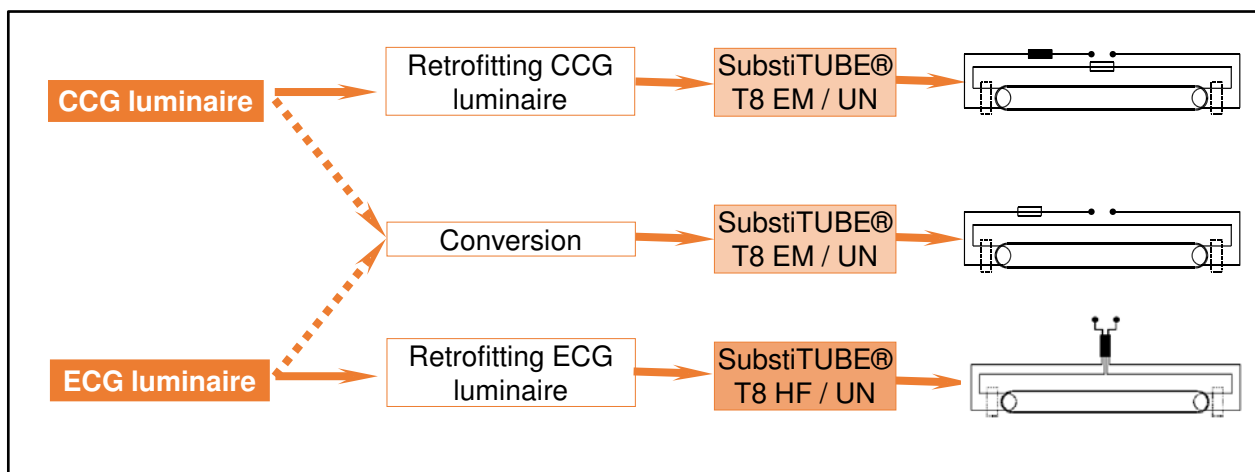 CCG luminaire
Retrofitting CCG
luminaire
SubstiTUBE®
T8 EM / UN
Conversion
SubstiTUBE®
T8 EM / UN
ECG luminaire
Retrofitting ECG
luminaire
SubstiTUBE®
T8 HF / UN